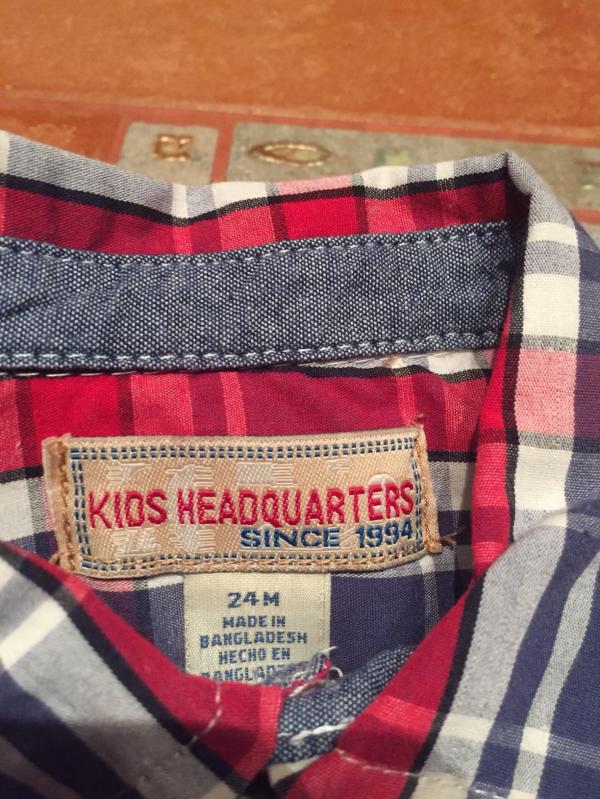 KIDS HEADQUARTERS
SINCE 1994
24M
MADE IN
BANGLADESH
HECHO EN